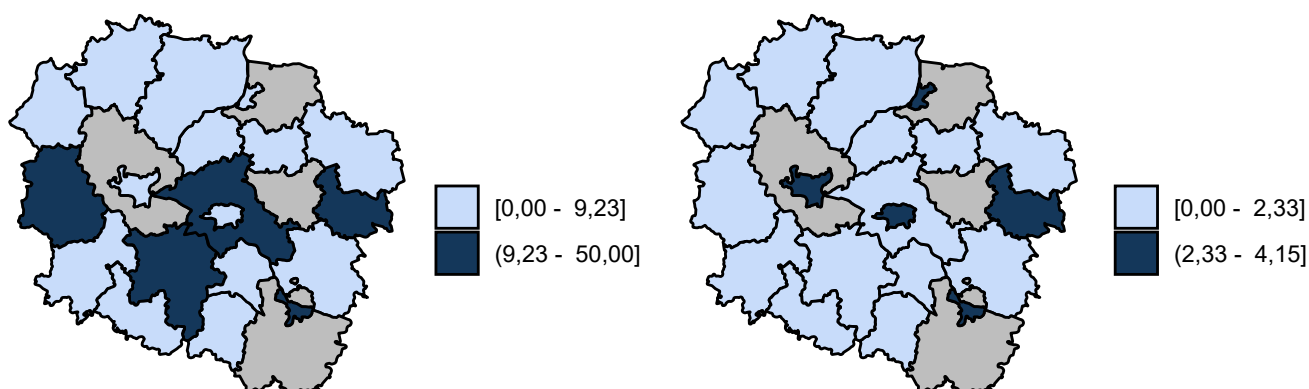 [0,00 - 9,23]
(9,23 - 50,00]
[0,00 - 2,33]
(2,33 - 4,15]